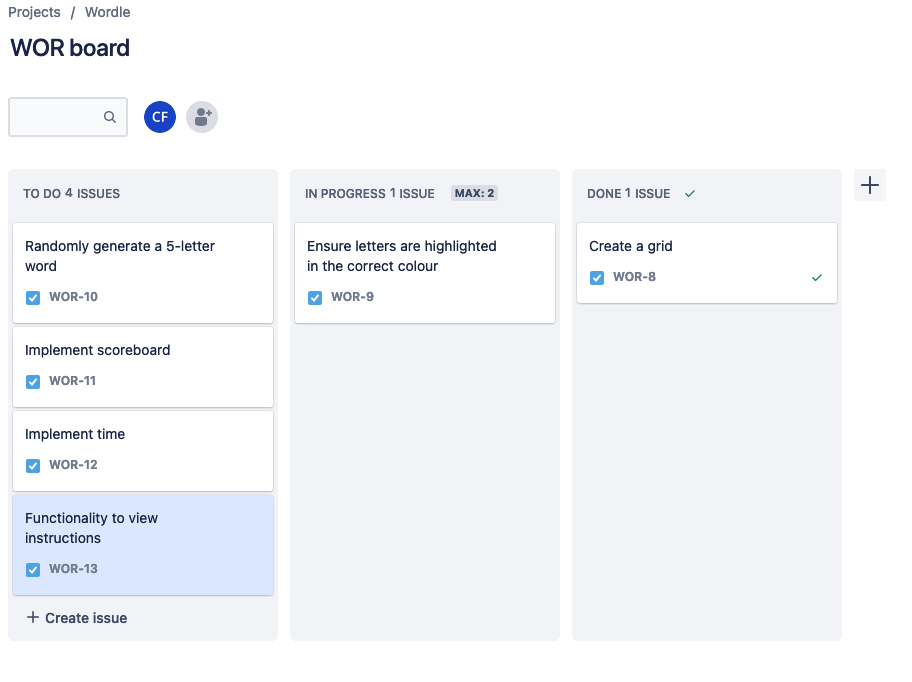 Projects / Wordle
WOR board
CF
TO DO 4 ISSUES
Randomly generate a 5-letter
word
WOR-10
Implement scoreboard
WOR-11
Implement time
WOR-12
Functionality to view
instructions
WOR-13
+ Create issue
IN PROGRESS 1 ISSUE MAX: 2
Ensure letters are highlighted
in the correct colour
WOR-9
DONE 1 ISSUE
Create a grid
WOR-8